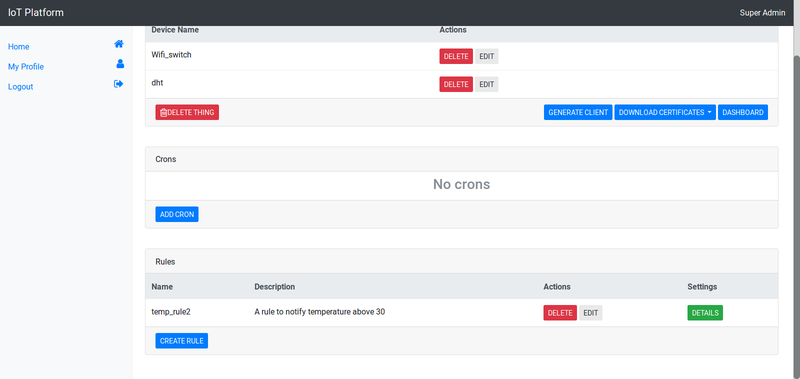 IoT Platform
Super Admin
Home
My Profile
Logout
Device Name Actions
Wifi_switch DELETE EDIT
dht DELETE EDIT
DELETE THING GENERATE CLIENT DOWNLOAD CERTIFICATES DASHBOARD
Crons
No crons
ADD CRON
Rules
Name Description Actions Settings
temp_rule2 A rule to notify temperature above 30 DELETE EDIT DETAILS
CREATE RULE